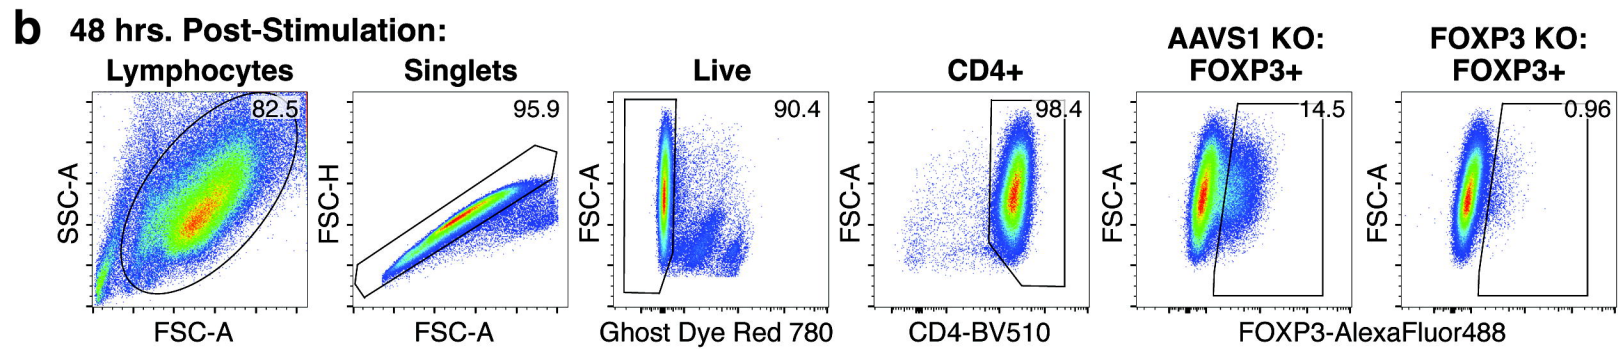 b 48 hrs. Post-Stimulation:
Lymphocytes
Singlets
Live
CD4+
AAVS1 KO:
FOXP3+
FOXP3 KO:
FOXP3+
82.5
95.9
90.4
98.4
14.5
0.96
SSC-A
FSC-H
FSC-A
FSC-A
FSC-A
FSC-A
FSC-A
FSC-A
Ghost Dye Red 780
CD4-BV510
FOXP3-AlexaFluor488